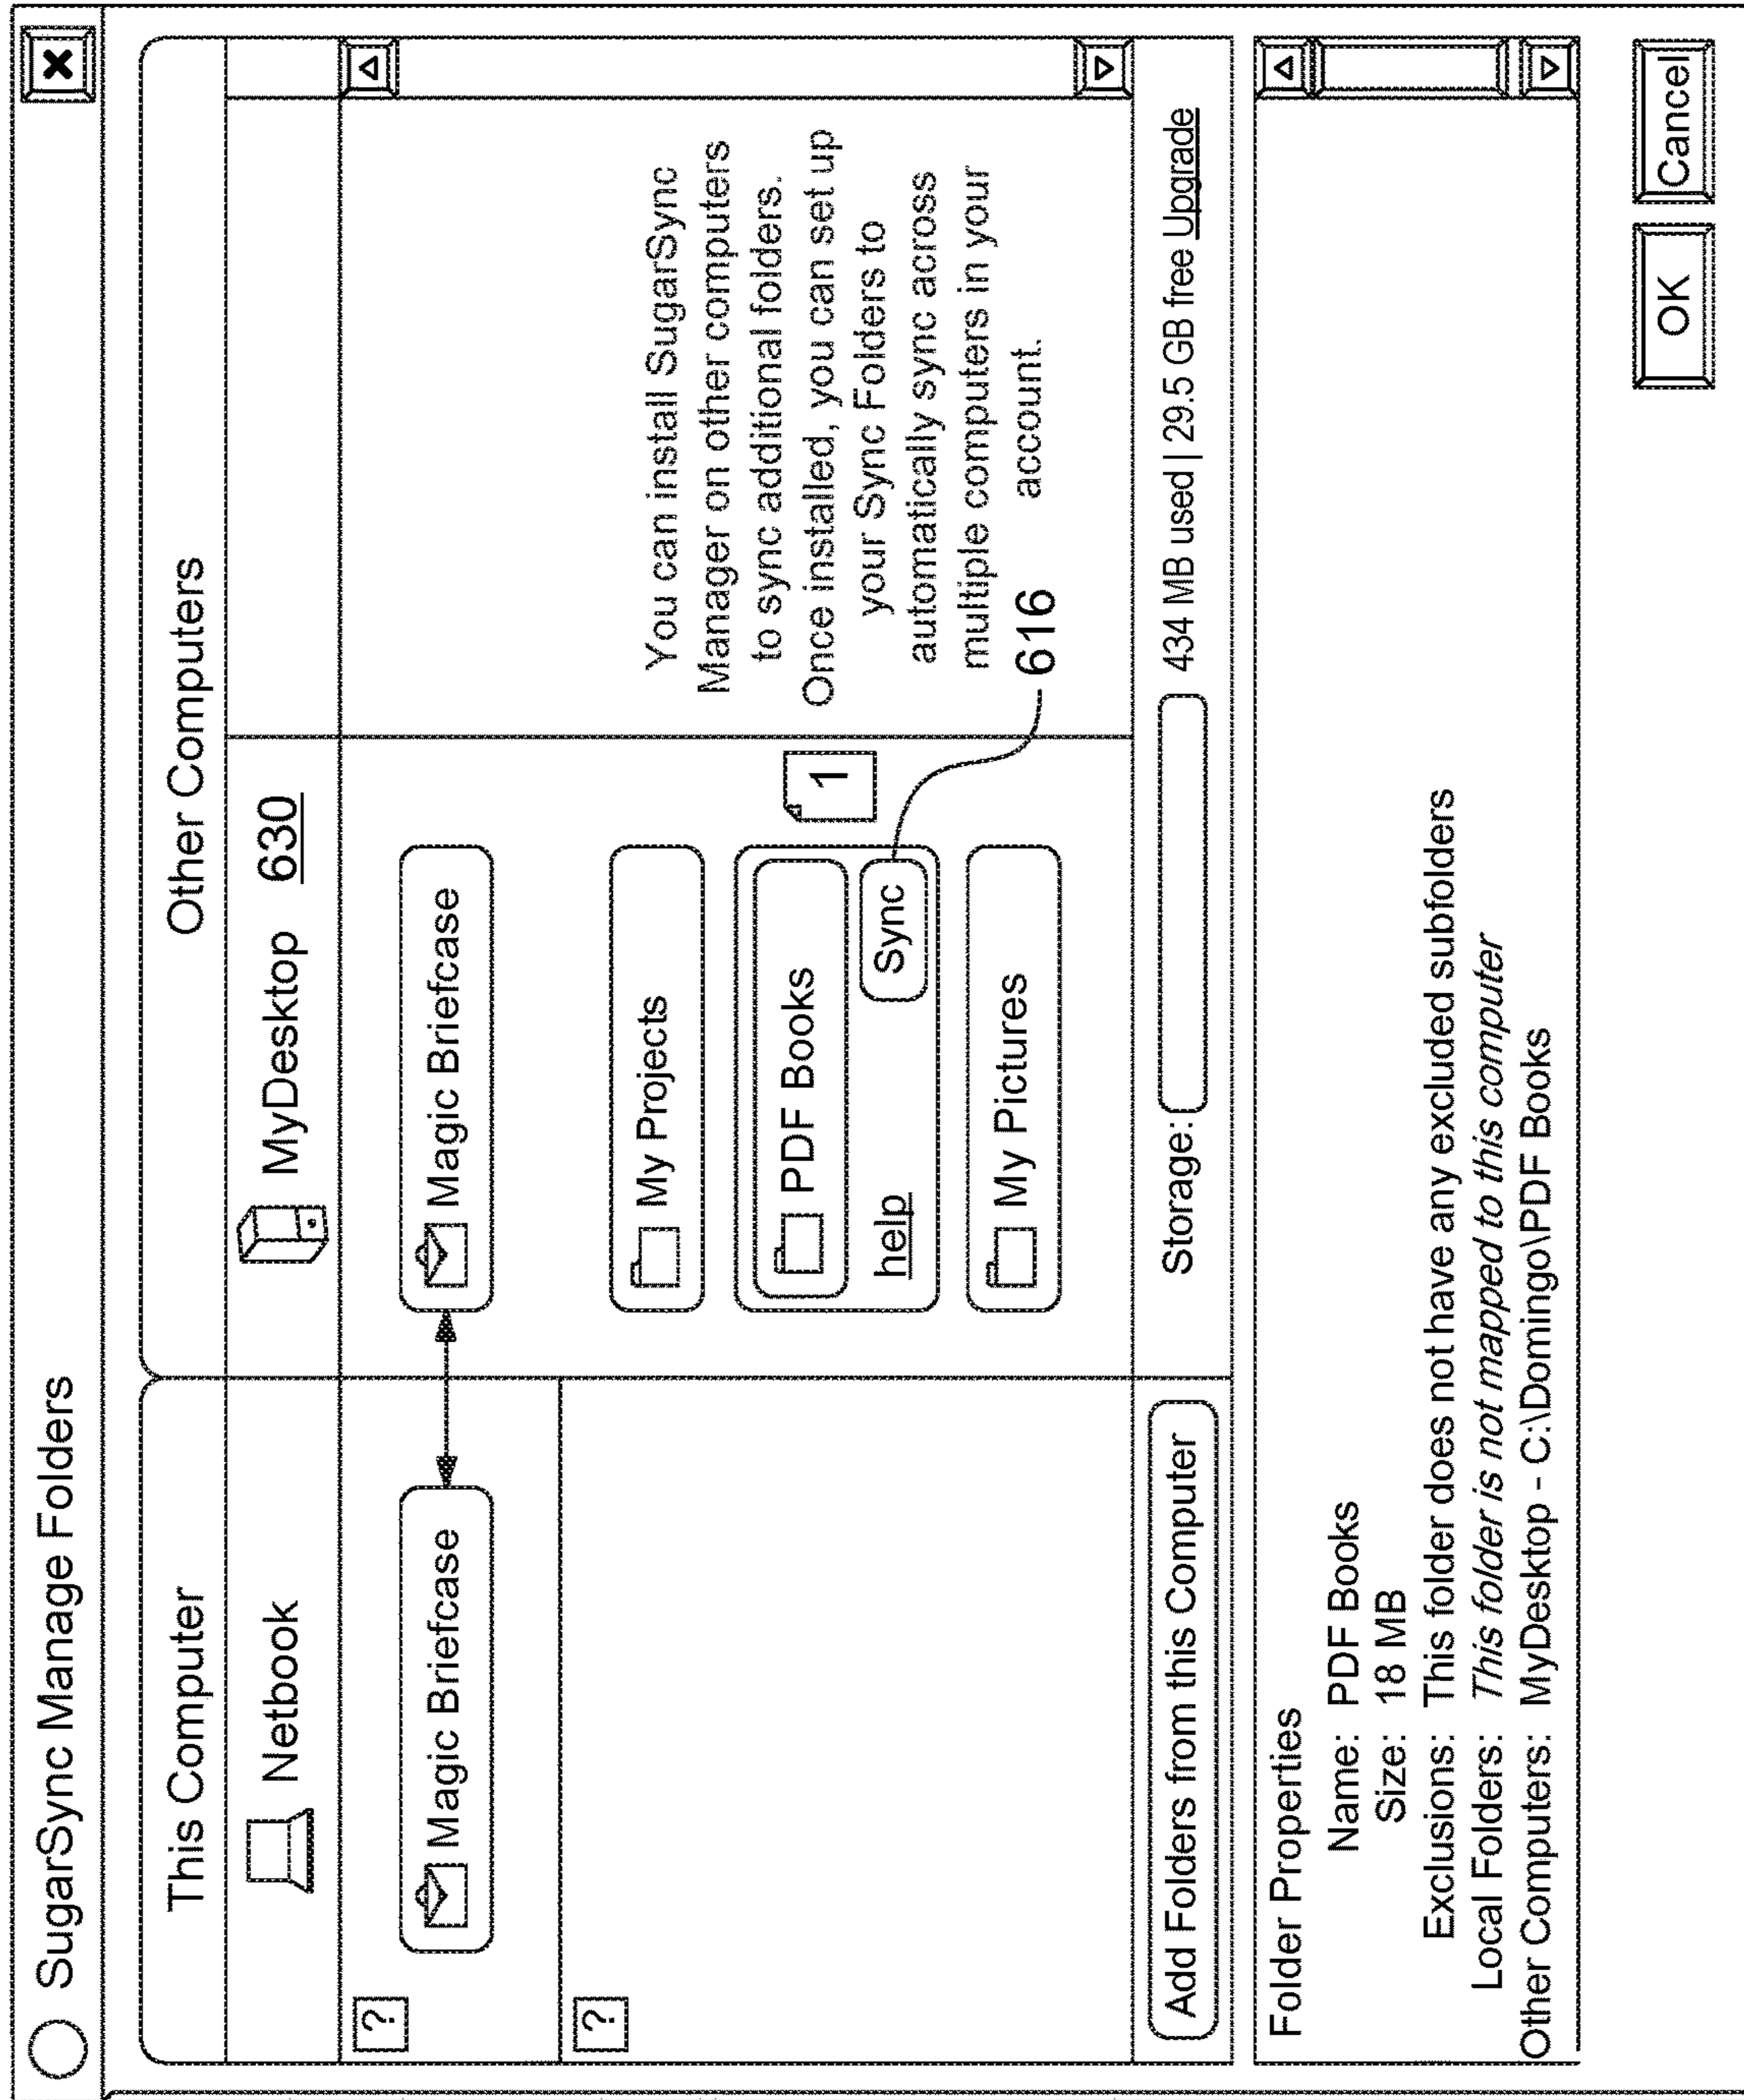 SugarSync Manage Folders
This Computer
Other Computers
Netbook
MyDesktop 630
?
Magic Briefcase
Magic Briefcase
?
My Projects
PDF Books
help
Sync
1
My Pictures
You can install SugarSync
Manager on other computers
to sync additional folders.
Once installed, you can set up
your Sync Folders to
automatically sync across
multiple computers in your
account.
616
Add Folders from this Computer
Storage:
434 MB used | 29.5 GB free Upgrade
Folder Properties
Name: PDF Books
Size: 18 MB
Exclusions: This folder does not have any excluded subfolders
Local Folders: This folder is not mapped to this computer
Other Computers: MyDesktop - C:\Domingo\PDF Books
OK
Cancel